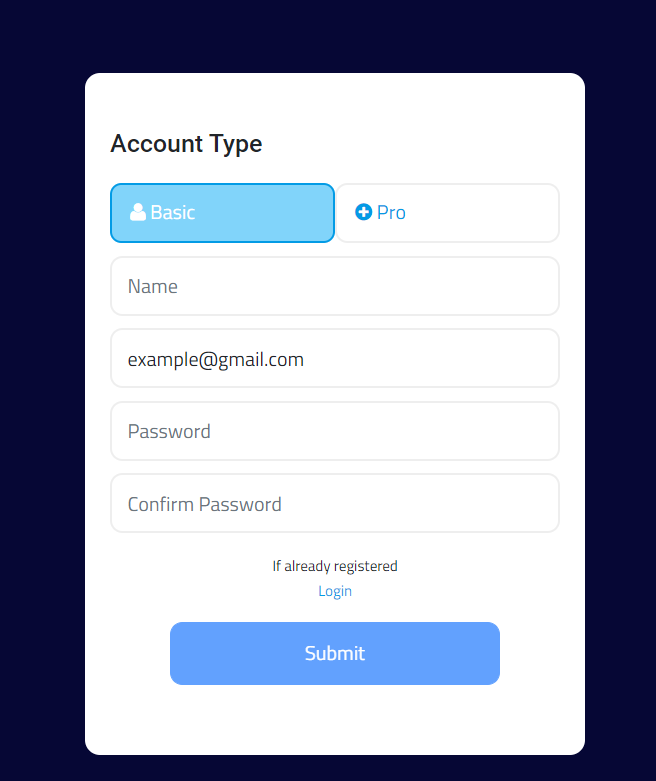 Account Type
Basic Pro
Name
example@gmail.com
Password
Confirm Password
If already registered
Login
Submit